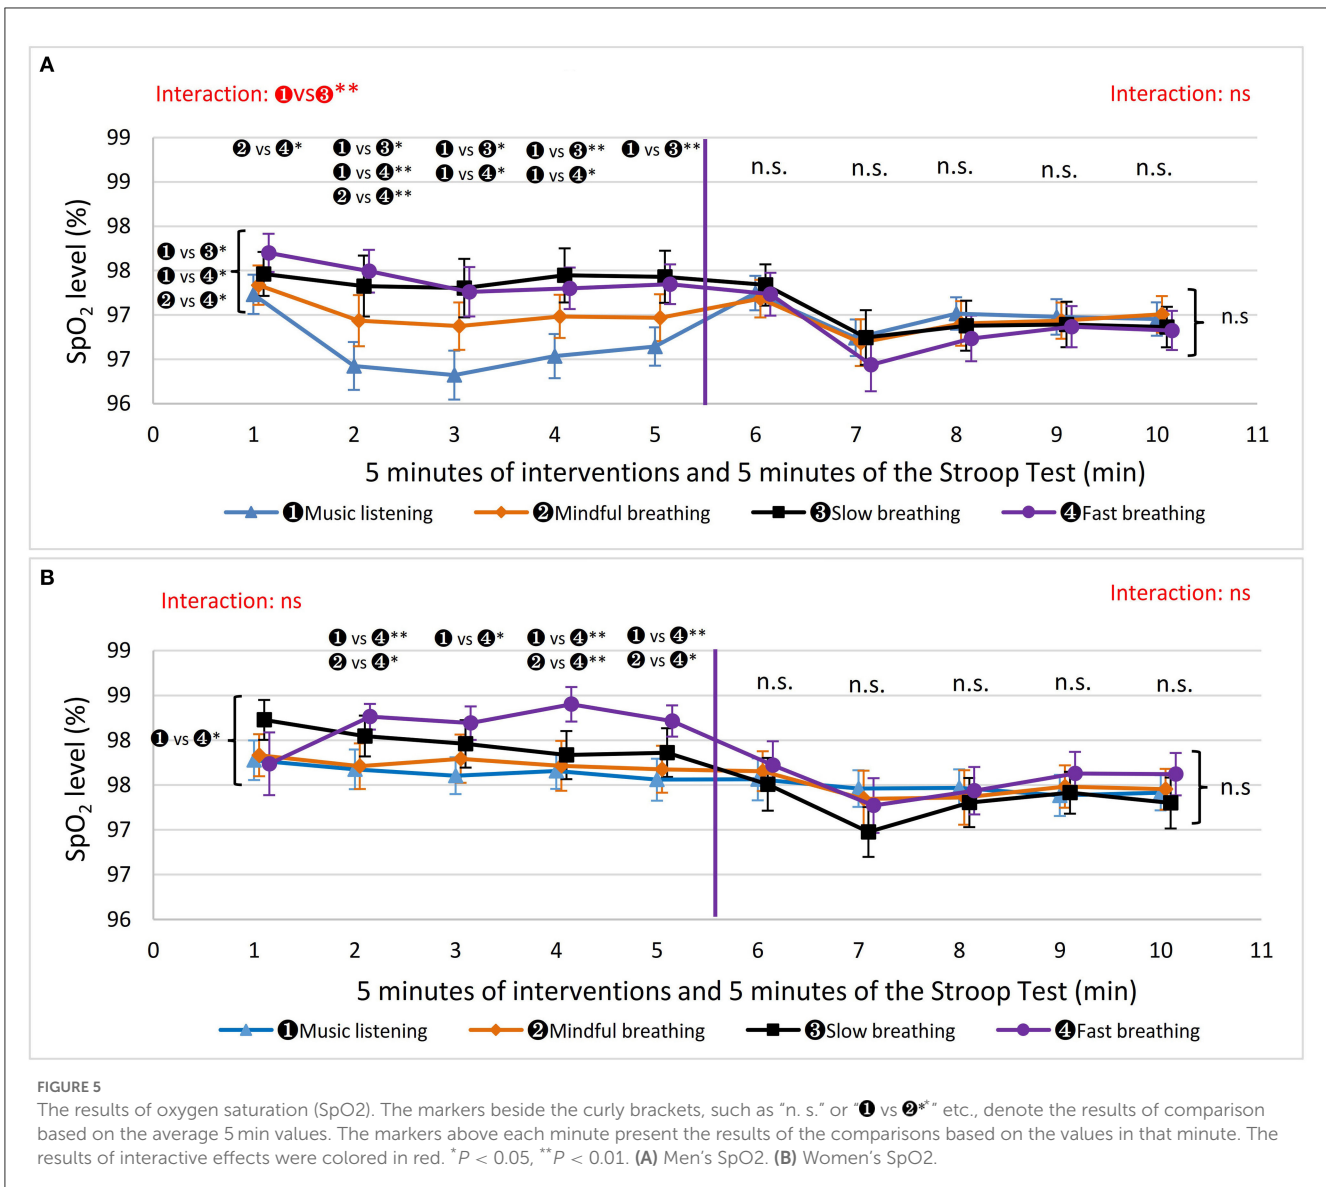 A
Interaction: ❶vs❸** Interaction: ns
❷ vs ❹* ❶ vs ❸* ❶ vs ❸* ❶ vs ❸** ❶ vs ❸**
❶ vs ❹** ❶ vs ❹* ❶ vs ❹*
❷ vs ❹**
n.s. n.s. n.s. n.s. n.s.
❶ vs ❸*
❶ vs ❹*
❷ vs ❹*
n.s
SpO2 level (%)
99
99
98
98
97
97
96
0 1 2 3 4 5 6 7 8 9 10 11
5 minutes of interventions and 5 minutes of the Stroop Test (min)
❶Music listening ❷Mindful breathing ❸Slow breathing ❹Fast breathing
B
Interaction: ns Interaction: ns
❶ vs ❹** ❶ vs ❹* ❶ vs ❹** ❶ vs ❹**
❷ vs ❹* ❷ vs ❹** ❷ vs ❹*
n.s. n.s. n.s. n.s. n.s.
❶ vs ❹*
n.s
SpO2 level (%)
99
99
98
98
97
97
96
0 1 2 3 4 5 6 7 8 9 10 11
5 minutes of interventions and 5 minutes of the Stroop Test (min)
❶Music listening ❷Mindful breathing ❸Slow breathing ❹Fast breathing
FIGURE 5
The results of oxygen saturation (SpO2). The markers beside the curly brackets, such as “n. s.” or “❶ vs ❷**” etc., denote the results of comparison
based on the average 5 min values. The markers above each minute present the results of the comparisons based on the values in that minute. The
results of interactive effects were colored in red. *P < 0.05, **P < 0.01. (A) Men’s SpO2. (B) Women’s SpO2.